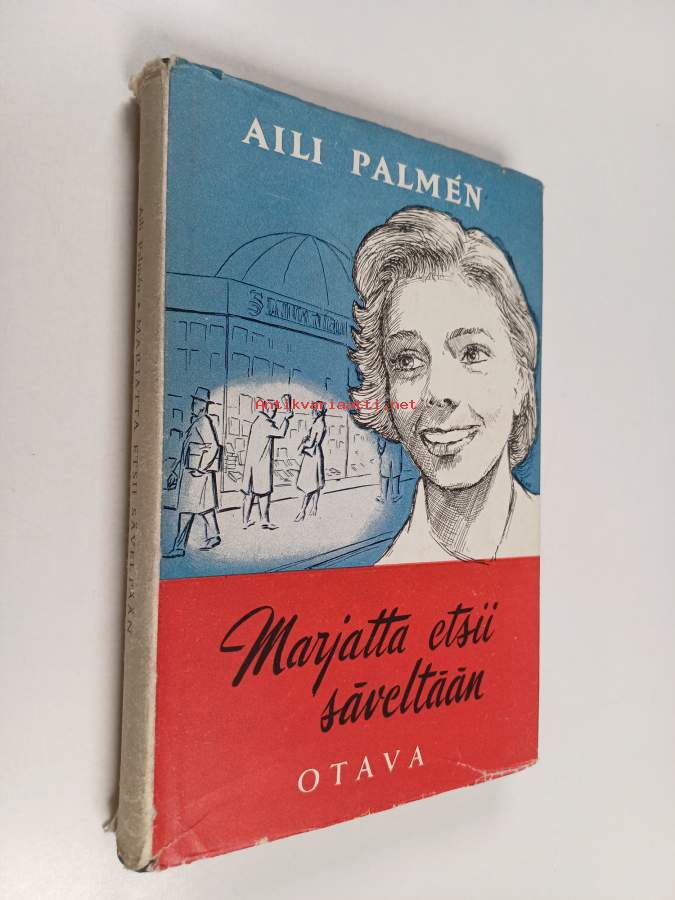 AILI PALMÉN
Antikvariaatti.net
Marjatta etsii
säveltään
OTAVA
Aili Palmén • MARJATTA ETSII SÄVELTÄÄN